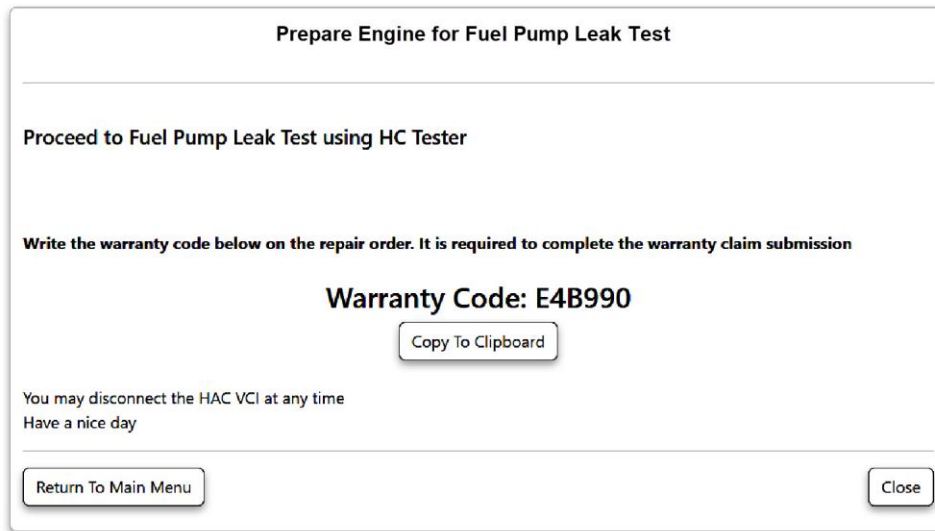 Prepare Engine for Fuel Pump Leak Test
Proceed to Fuel Pump Leak Test using HC Tester
Write the warranty code below on the repair order. It is required to complete the warranty claim submission
Warranty Code: E4B990
Copy To Clipboard
You may disconnect the HAC VCI at any time
Have a nice day
Return To Main Menu
Close